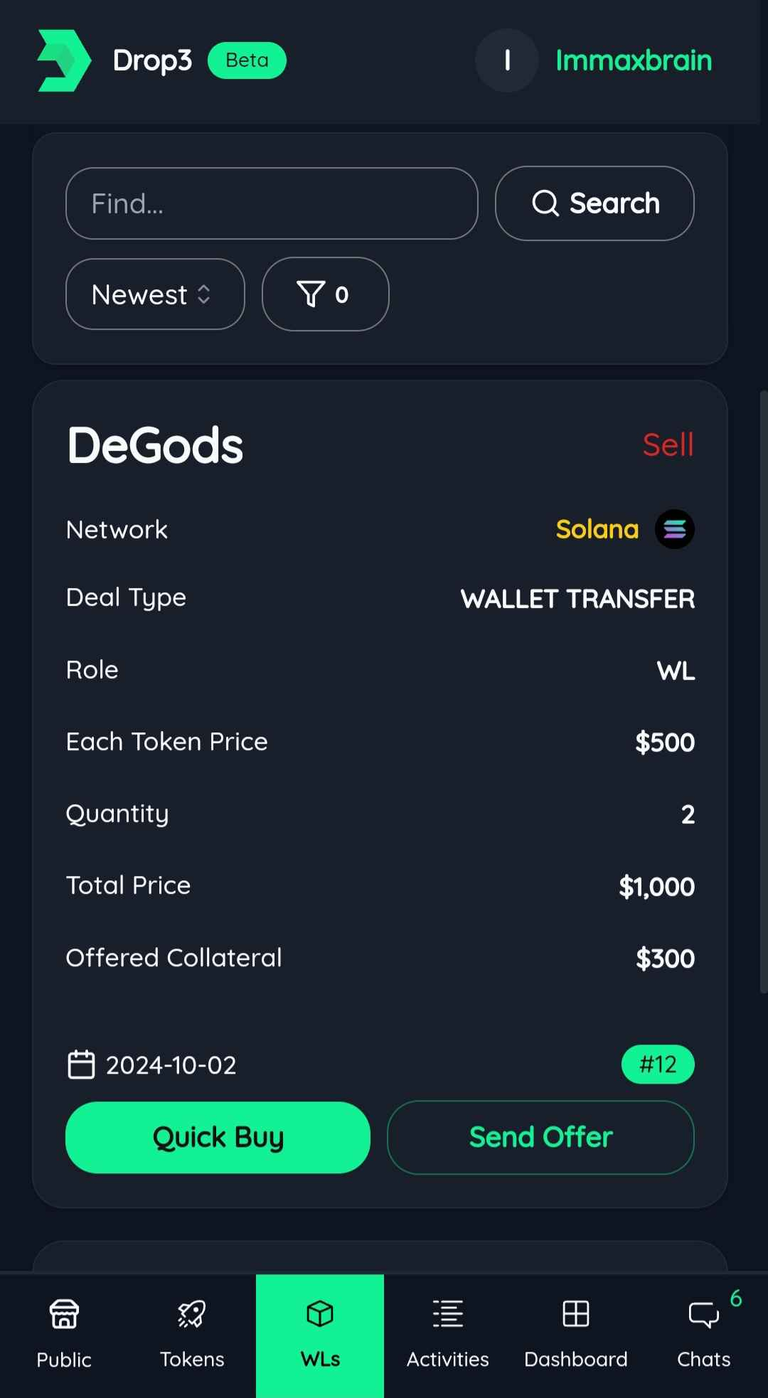 Drop3 Beta I Immaxbrain
Find... Search
Newest 0
DeGods Sell
Network Solana
Deal Type WALLET TRANSFER
Role WL
Each Token Price $500
Quantity 2
Total Price $1,000
Offered Collateral $300
2024-10-02 #12
Quick Buy Send Offer
6
Public Tokens WLs Activities Dashboard Chats